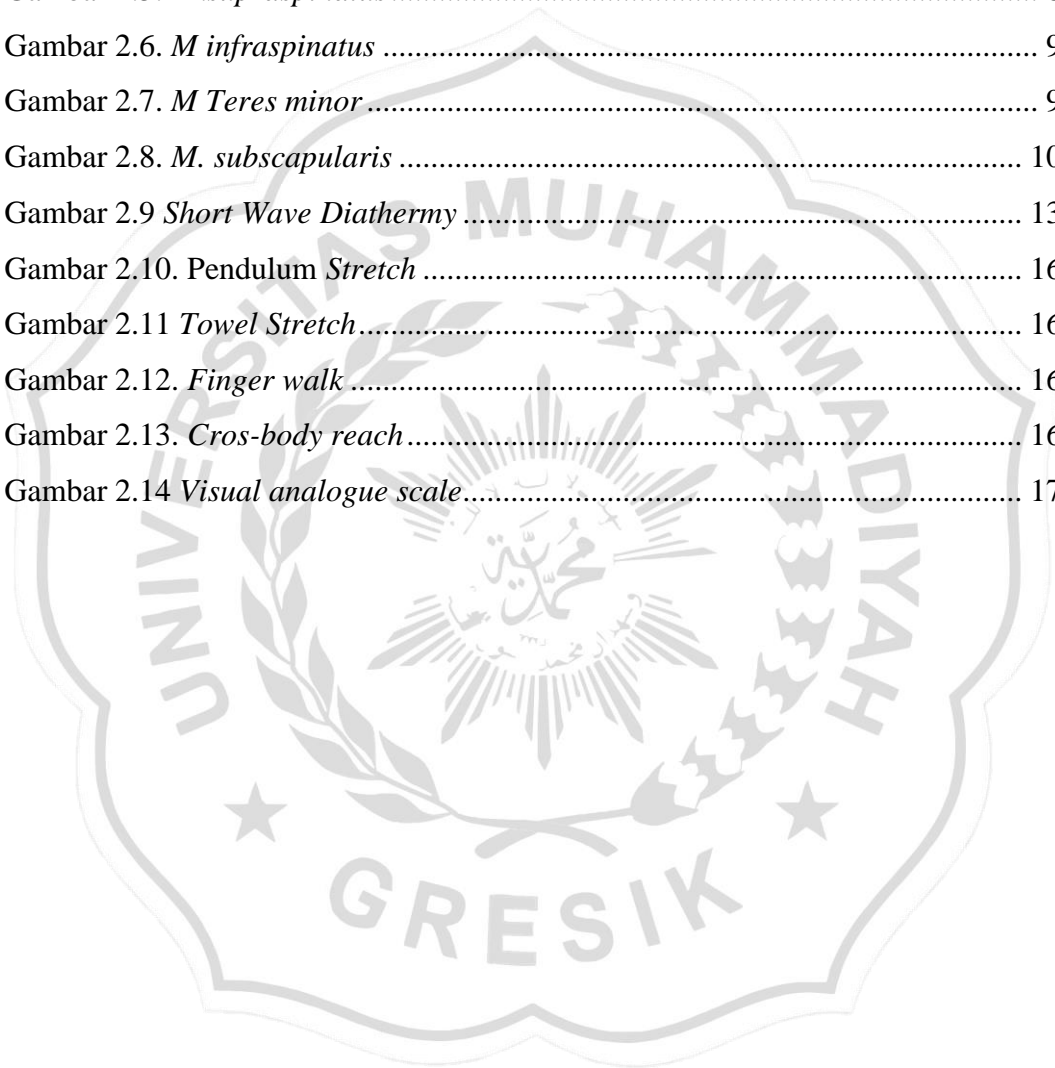 Gambar 2.6. M infraspinatus ........................................................ 9
Gambar 2.7. M Teres minor ........................................................ 9
Gambar 2.8. M. subscapularis ........................................................ 10
Gambar 2.9 Short Wave Diathermy ........................................................ 13
Gambar 2.10. Pendulum Stretch ........................................................ 16
Gambar 2.11 Towel Stretch ........................................................ 16
Gambar 2.12. Finger walk ........................................................ 16
Gambar 2.13. Cros-body reach ........................................................ 16
Gambar 2.14 Visual analogue scale ........................................................ 17
UNIVERSITAS MUHAMMADIYAH
GRESIK